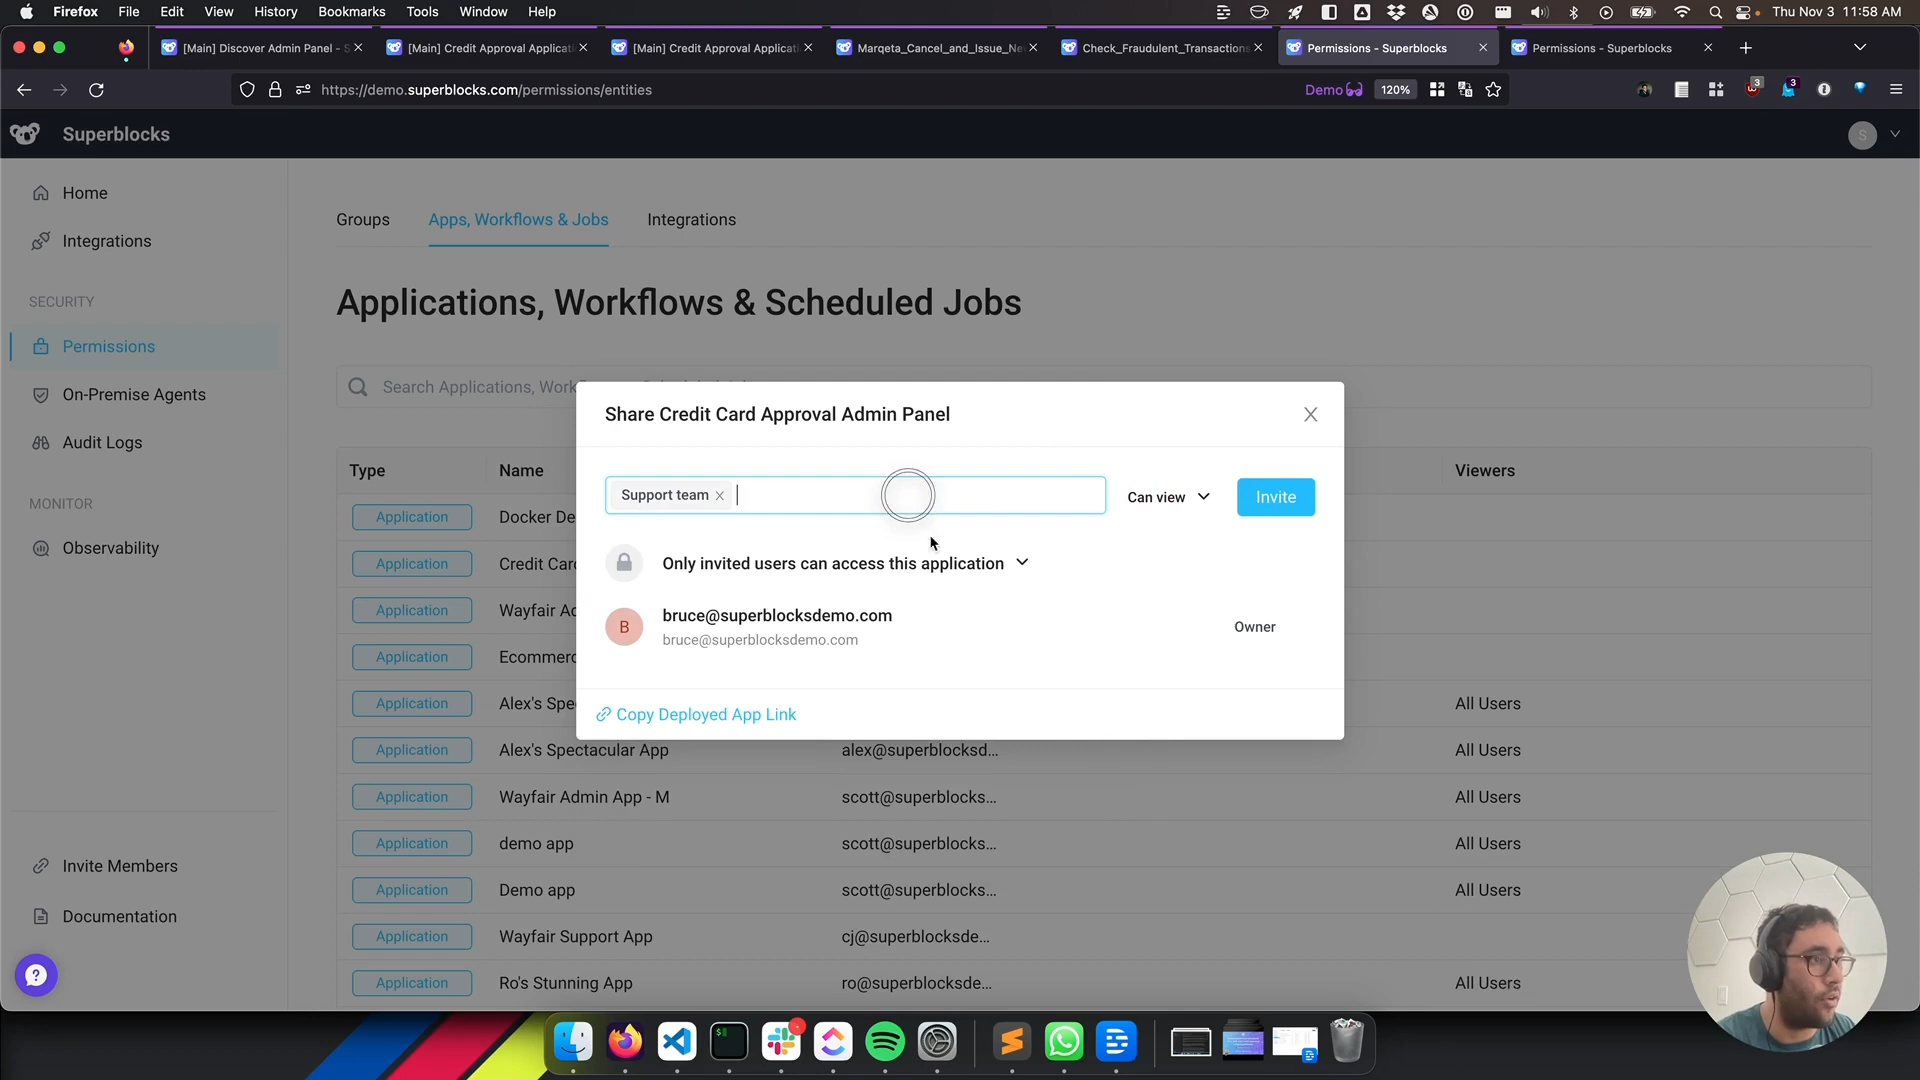 Firefox File Edit View History Bookmarks Tools Window Help Thu Nov 3 11:58 AM
[Main] Discover Admin Panel - S [Main] Credit Approval Applicati [Main] Credit Approval Applicati Marqeta_Cancel_and_Issue_Ne Check_Fraudulent_Transactions Permissions - Superblocks Permissions - Superblocks
https://demo.superblocks.com/permissions/entities Demo 120% 3 3
Superblocks S
Home
Integrations
SECURITY
Permissions
On-Premise Agents
Audit Logs
MONITOR
Observability
Invite Members
Documentation
Groups Apps, Workflows & Jobs Integrations
Applications, Workflows & Scheduled Jobs
Search Applications, Workf
Type Name Viewers
Application Docker De
Application Credit Card
Application Wayfair Ad
Application Ecommerc
Application Alex's Spe All Users
Application Alex's Spectacular App alex@superblocksd... All Users
Application Wayfair Admin App - M scott@superblocks... All Users
Application demo app scott@superblocks... All Users
Application Demo app scott@superblocks... All Users
Application Wayfair Support App cj@superblocksde...
Application Ro's Stunning App ro@superblocksde... All Users
Share Credit Card Approval Admin Panel
Support team Can view Invite
Only invited users can access this application
B bruce@superblocksdemo.com Owner
bruce@superblocksdemo.com
Copy Deployed App Link